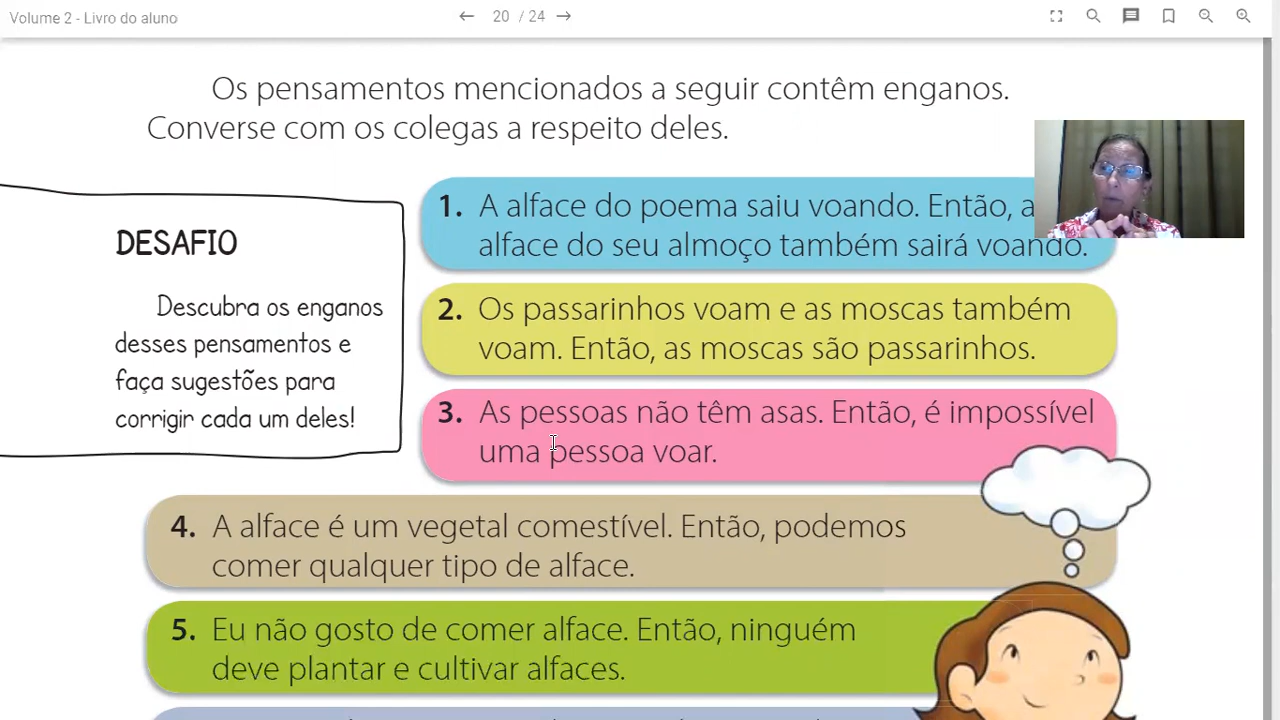 Volume 2 - Livro do aluno
20 / 24
Os pensamentos mencionados a seguir contêm enganos.
Converse com os colegas a respeito deles.
DESAFIO
Descubra os enganos
desses pensamentos e
faça sugestões para
corrigir cada um deles!
1. A alface do poema saiu voando. Então, a
alface do seu almoço também sairá voando.
2. Os passarinhos voam e as moscas também
voam. Então, as moscas são passarinhos.
3. As pessoas não têm asas. Então, é impossível
uma pessoa voar.
4. A alface é um vegetal comestível. Então, podemos
comer qualquer tipo de alface.
5. Eu não gosto de comer alface. Então, ninguém
deve plantar e cultivar alfaces.